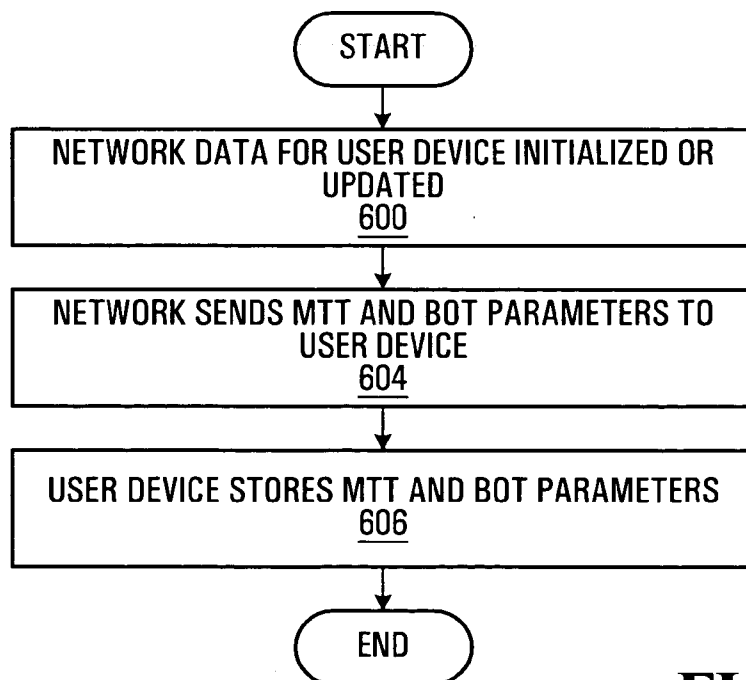 START
NETWORK DATA FOR USER DEVICE INITIALIZED OR
UPDATED
600
NETWORK SENDS MTT AND BOT PARAMETERS TO
USER DEVICE
604
USER DEVICE STORES MTT AND BOT PARAMETERS
606
END